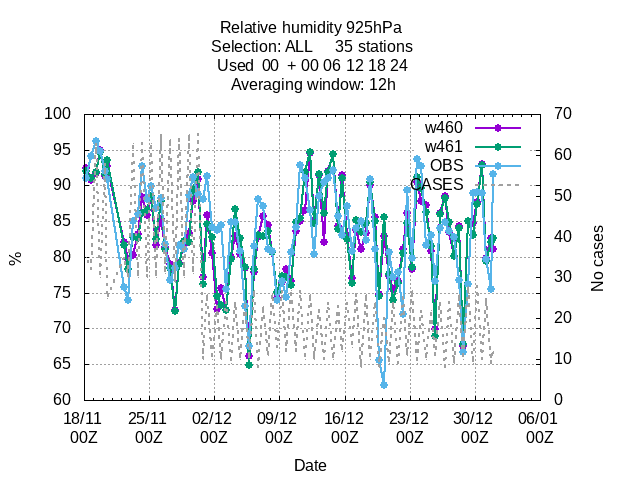 Relative humidity 925hPa
Selection: ALL 35 stations
Used 00 + 00 06 12 18 24
Averaging window: 12h
100 70
w460
w461
OBS
CASES
95 60
90 50
85 40
80 30
75 20
70 10
65 0
60
%
No cases
18/11 25/11 02/12 09/12 16/12 23/12 30/12 06/01
00Z 00Z 00Z 00Z 00Z 00Z 00Z 00Z
Date